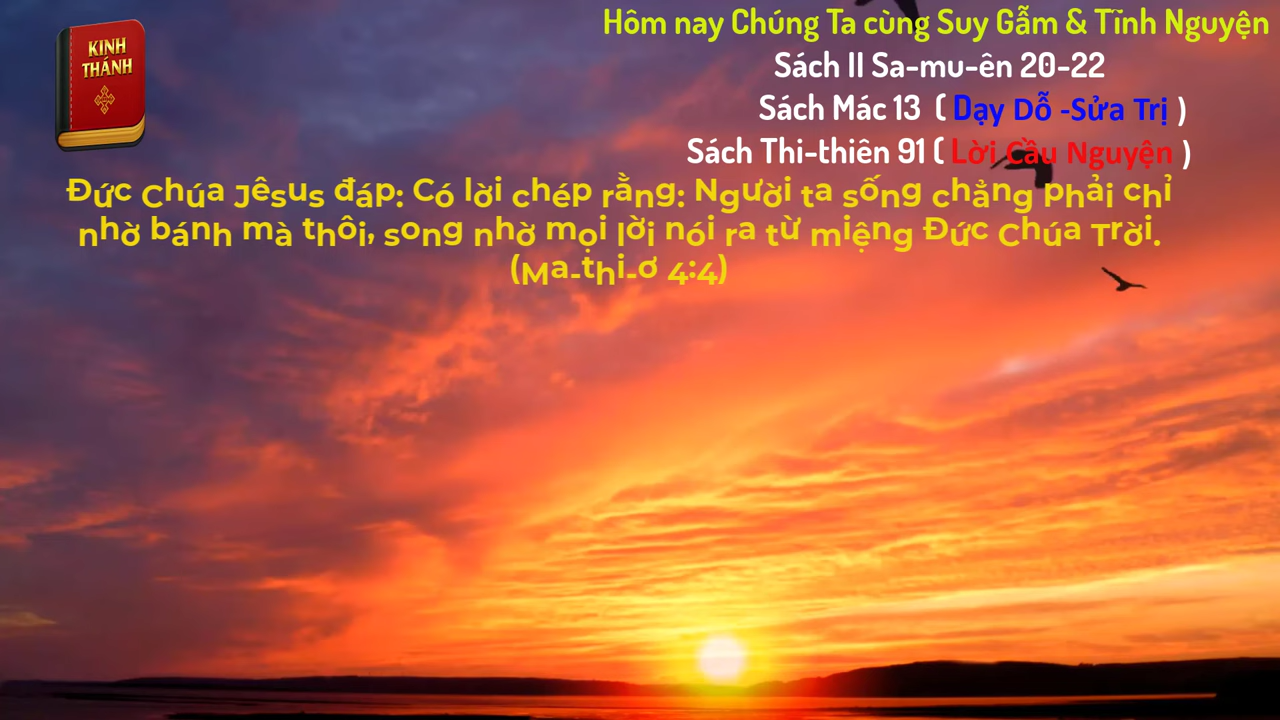 KINH
THÁNH
Hôm nay Chúng Ta cùng Suy Gẫm & Tĩnh Nguyện
Sách II Sa-mu-ên 20-22
Sách Mác 13 ( Dạy Dỗ -Sửa Trị )
Sách Thi-thiên 91 ( Lời Cầu Nguyện )
Đức Chúa Jêsus đáp: Có lời chép rằng: Người ta sống chẳng phải chỉ
nhờ bánh mà thôi, song nhờ mọi lời nói ra từ miệng Đức Chúa Trời.
(Ma-thi-ơ 4:4)